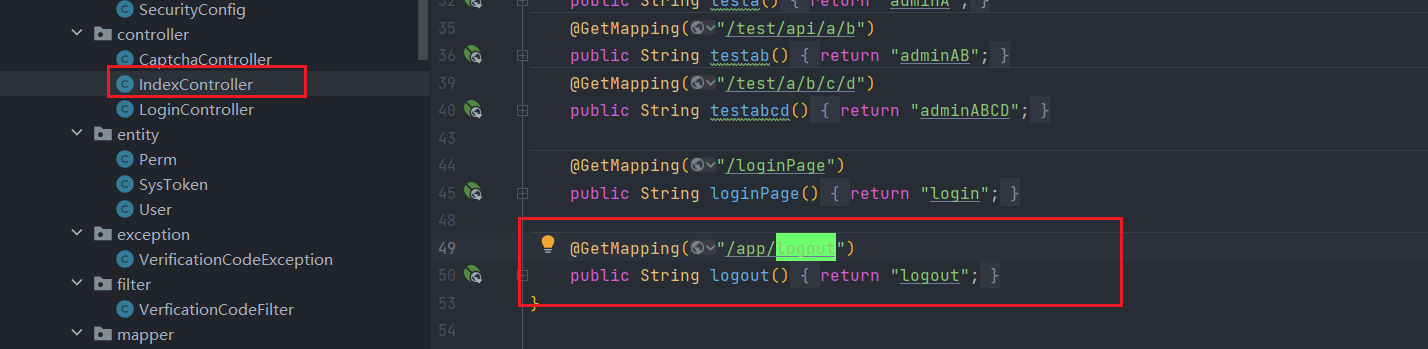 SecurityConfig
controller
CaptchaController
IndexController
LoginController
entity
Perm
SysToken
User
exception
VerificationCodeException
filter
VerficationCodeFilter
mapper
32 public String testa() { return "adminA"; }
35 @GetMapping("/test/api/a/b")
36 public String testab() { return "adminAB"; }
39 @GetMapping("/test/a/b/c/d")
40 public String testabcd() { return "adminABCD"; }
43
44 @GetMapping("/loginPage")
45 public String loginPage() { return "login"; }
48
49 @GetMapping("/app/logout")
50 public String logout() { return "logout"; }
53 }
54